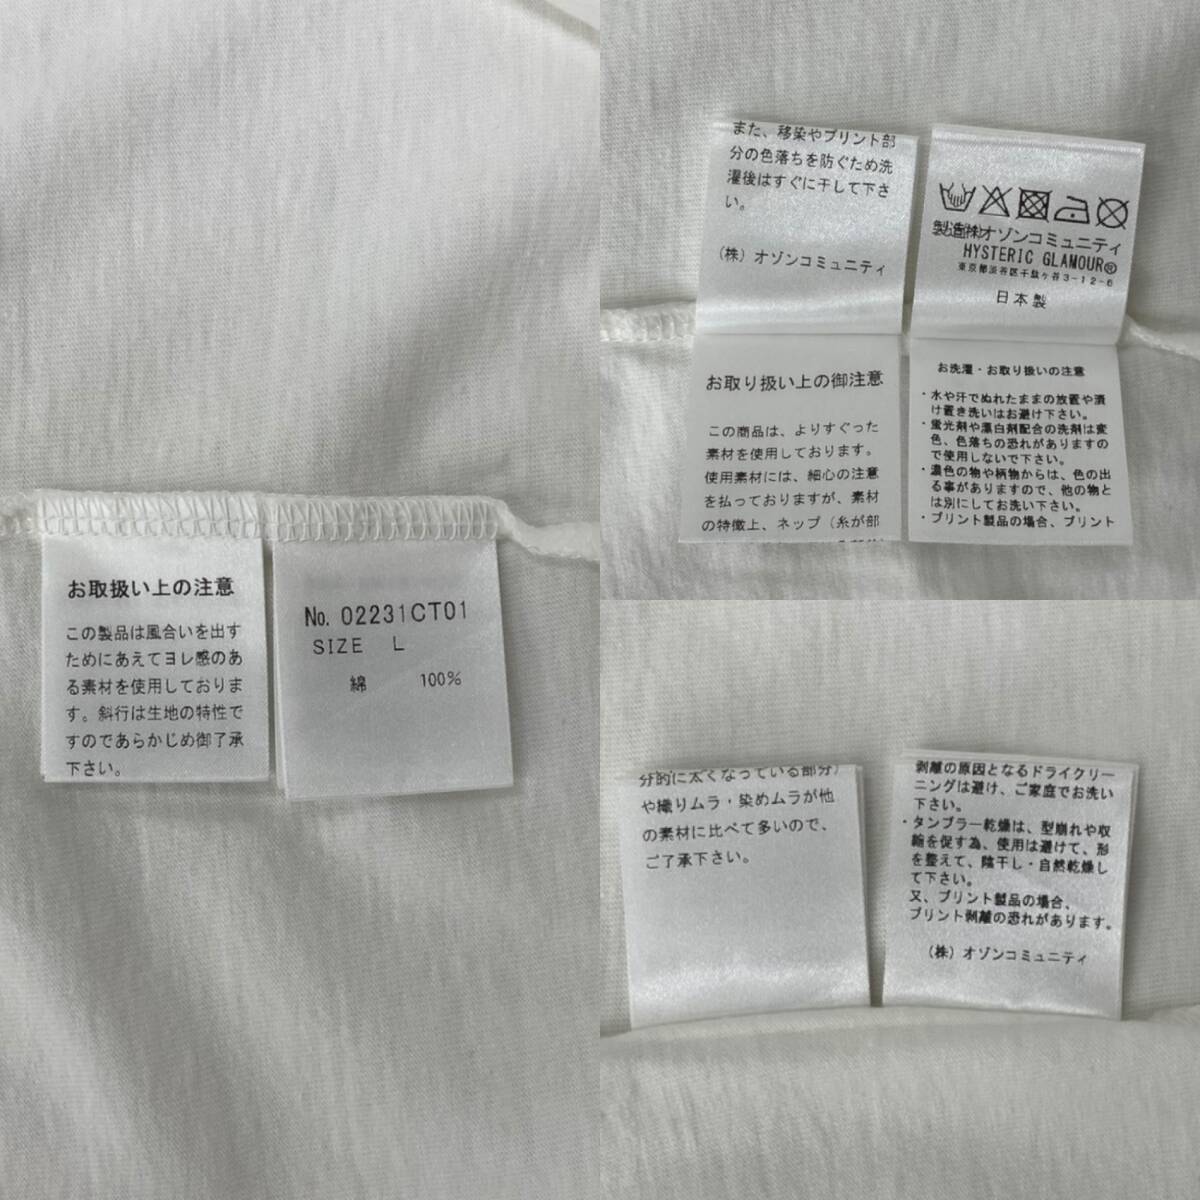 お取扱い上の注意
この製品は風合いを出す
ためにあえてヨレ感のあ
る素材を使用しておりま
す。斜行は生地の特性で
すのであらかじめ御了承
下さい。
No. 02231CT01
SIZE L
綿 100%
また、移染やプリント部
分の色落ちを防ぐため洗
濯後はすぐに干して下さ
い。
(株) オゾンコミュニティ
製造㈱オゾンコミュニティ
HYSTERIC GLAMOUR®
東京都渋谷区千駄ヶ谷3-12-6
日本製
お取り扱い上の御注意
この商品は、よりすぐった
素材を使用しております。
使用素材には、細心の注意
を払っておりますが、素材
の特徴上、ネップ（糸が部
お洗濯・お取り扱いの注意
・水や汗でぬれたままの放置や漬
け置き洗いはお避け下さい。
・蛍光剤や漂白剤配合の洗剤は変
色、色落ちの恐れがありますの
で使用しないで下さい。
・濃色の物や柄物からは、色の出
る事がありますので、他の物と
は別にしてお洗い下さい。
・プリント製品の場合、プリント
分的に太くなっている部分）
や織りムラ・染めムラが他
の素材に比べて多いので、
ご了承下さい。
剥離の原因となるドライクリー
ニングは避け、ご家庭でお洗い
下さい。
・タンブラー乾燥は、型崩れや収
縮を促す為、使用は避けて、形
を整えて、陰干し・自然乾燥し
て下さい。
又、プリント製品の場合、
プリント剥離の恐れがあります。
(株) オゾンコミュニティ